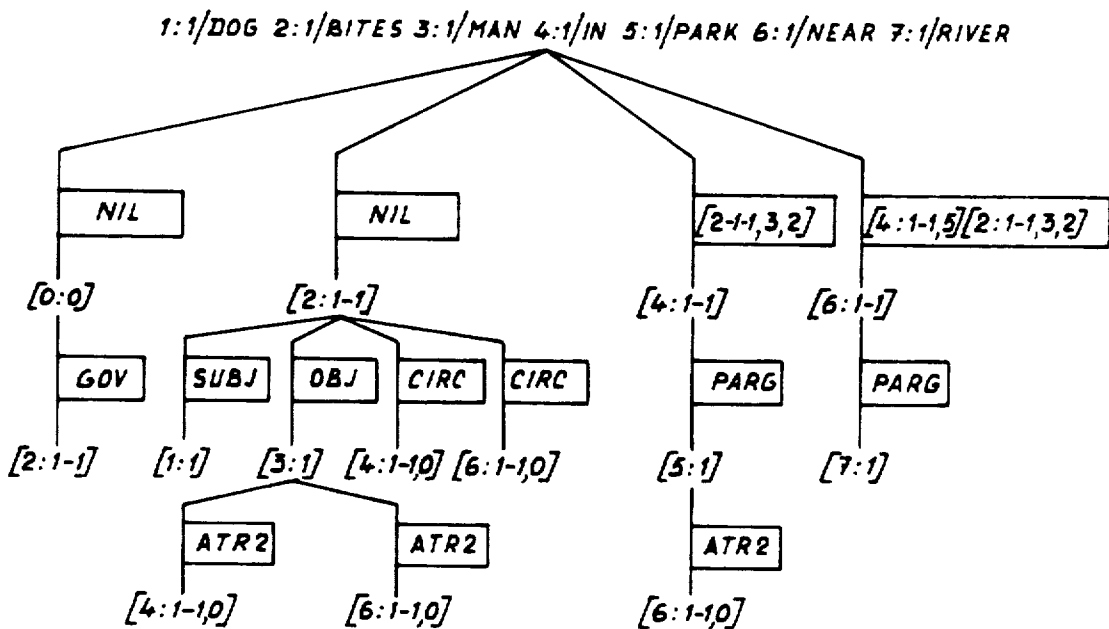 1:1/DOG 2:1/BITES 3:1/MAN 4:1/IN 5:1/PARK 6:1/NEAR 7:1/RIVER
NIL NIL [2-1-1,3,2] [4:1-1,5][2:1-1,3,2]
[0:0] [2:1-1] [4:1-1] [6:1-1]
GOV SUBJ OBJ CIRC CIRC PARG PARG
[2:1-1] [1:1] [3:1] [4:1-1,0] [6:1-1,0] [5:1] [7:1]
ATR2 ATR2 ATR2
[4:1-1,0] [6:1-1,0] [6:1-1,0]